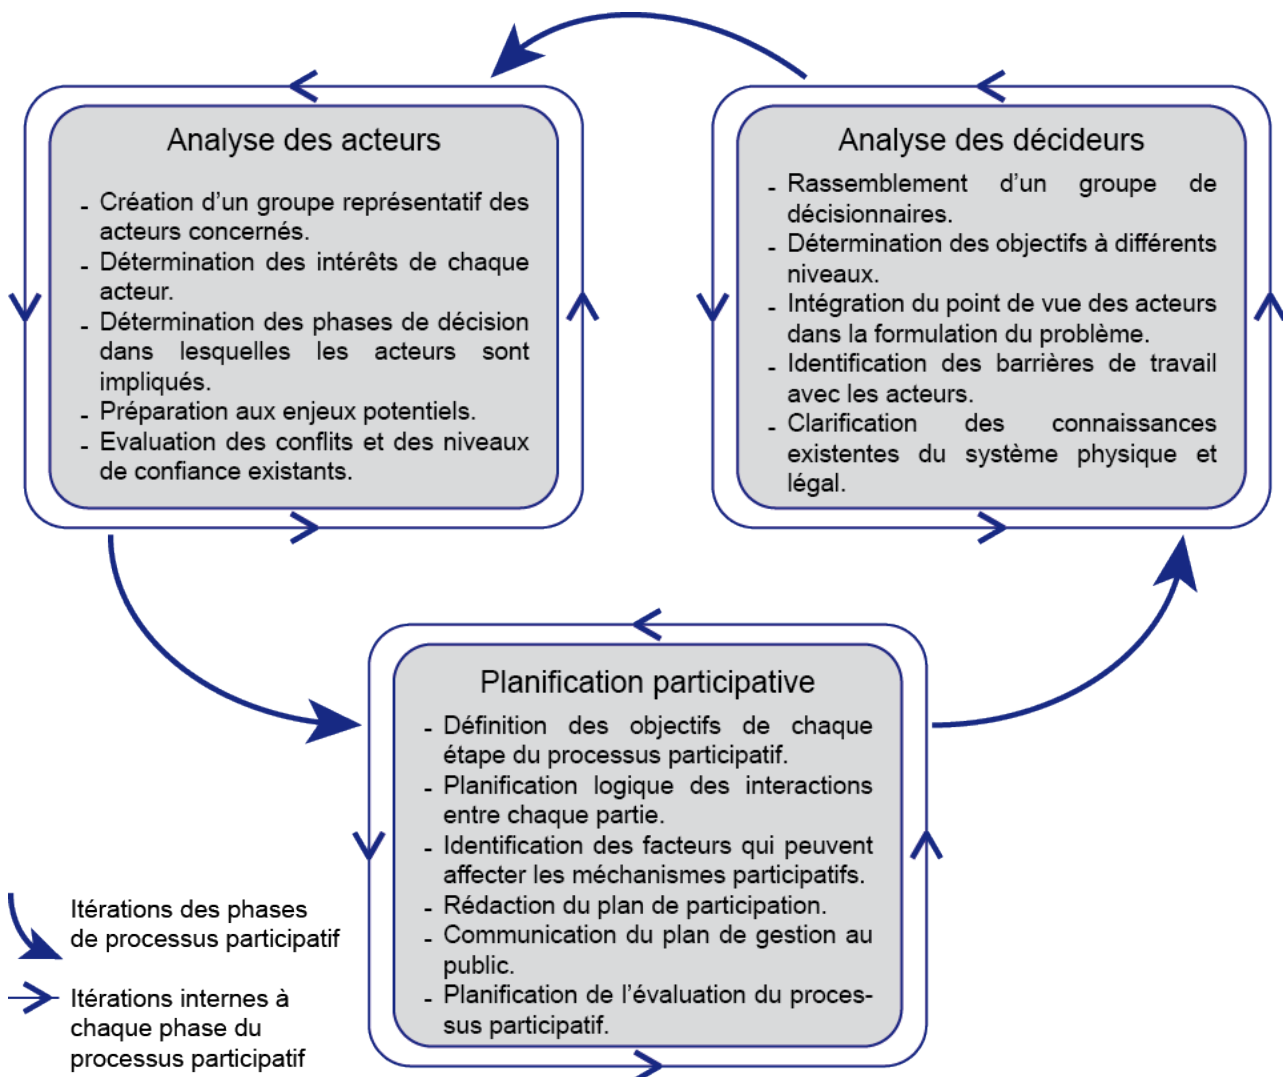 Analyse des acteurs
- Création d’un groupe représentatif des
acteurs concernés.
- Détermination des intérêts de chaque
acteur.
- Détermination des phases de décision
dans lesquelles les acteurs sont
impliqués.
- Préparation aux enjeux potentiels.
- Evaluation des conflits et des niveaux
de confiance existants.
Analyse des décideurs
- Rassemblement d’un groupe de
décisionnaires.
- Détermination des objectifs à différents
niveaux.
- Intégration du point de vue des acteurs
dans la formulation du problème.
- Identification des barrières de travail
avec les acteurs.
- Clarification des connaissances
existentes du système physique et
légal.
Planification participative
- Définition des objectifs de chaque
étape du processus participatif.
- Planification logique des interactions
entre chaque partie.
- Identification des facteurs qui peuvent
affecter les méchanismes participatifs.
- Rédaction du plan de participation.
- Communication du plan de gestion au
public.
- Planification de l’évaluation du proces-
sus participatif.
Itérations des phases
de processus participatif
Itérations internes à
chaque phase du
processus participatif